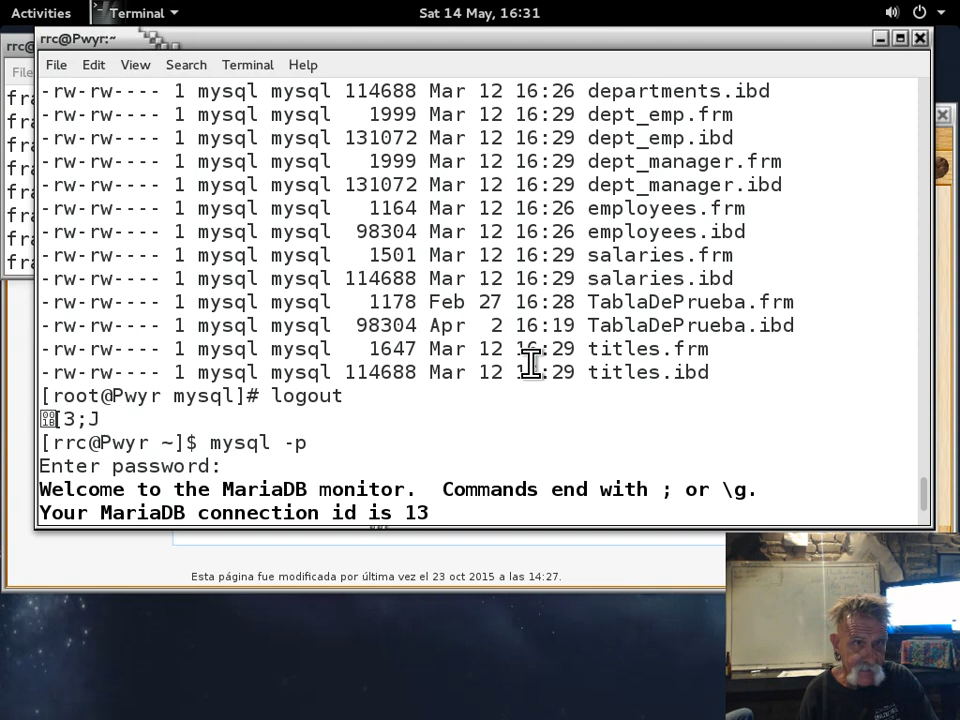 Activities Terminal Sat 14 May, 16:31
rrc@ rrc@Pwyr:~
File File Edit View Search Terminal Help
-rw-rw---- 1 mysql mysql 114688 Mar 12 16:26 departments.ibd
-rw-rw---- 1 mysql mysql   1999 Mar 12 16:29 dept_emp.frm
-rw-rw---- 1 mysql mysql 131072 Mar 12 16:29 dept_emp.ibd
-rw-rw---- 1 mysql mysql   1999 Mar 12 16:29 dept_manager.frm
-rw-rw---- 1 mysql mysql 131072 Mar 12 16:29 dept_manager.ibd
-rw-rw---- 1 mysql mysql   1164 Mar 12 16:26 employees.frm
-rw-rw---- 1 mysql mysql  98304 Mar 12 16:26 employees.ibd
-rw-rw---- 1 mysql mysql   1501 Mar 12 16:29 salaries.frm
-rw-rw---- 1 mysql mysql 114688 Mar 12 16:29 salaries.ibd
-rw-rw---- 1 mysql mysql   1178 Feb 27 16:28 TablaDePrueba.frm
-rw-rw---- 1 mysql mysql  98304 Apr  2 16:19 TablaDePrueba.ibd
-rw-rw---- 1 mysql mysql   1647 Mar 12 16:29 titles.frm
-rw-rw---- 1 mysql mysql 114688 Mar 12 16:29 titles.ibd
[root@Pwyr mysql]# logout
[3;J
[rrc@Pwyr ~]$ mysql -p
Enter password:
Welcome to the MariaDB monitor.  Commands end with ; or \g.
Your MariaDB connection id is 13
Esta página fue modificada por última vez el 23 oct 2015 a las 14:27.